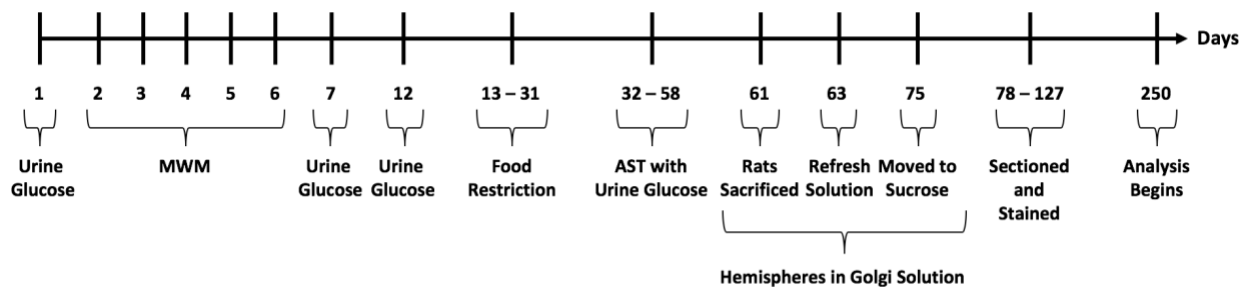 Days
1 2 3 4 5 6 7 12 13 – 31 32 – 58 61 63 75 78 – 127 250
Urine
Glucose
MWM
Urine
Glucose
Urine
Glucose
Food
Restriction
AST with
Urine Glucose
Rats
Sacrificed
Refresh
Solution
Moved to
Sucrose
Sectioned
and
Stained
Analysis
Begins
Hemispheres in Golgi Solution